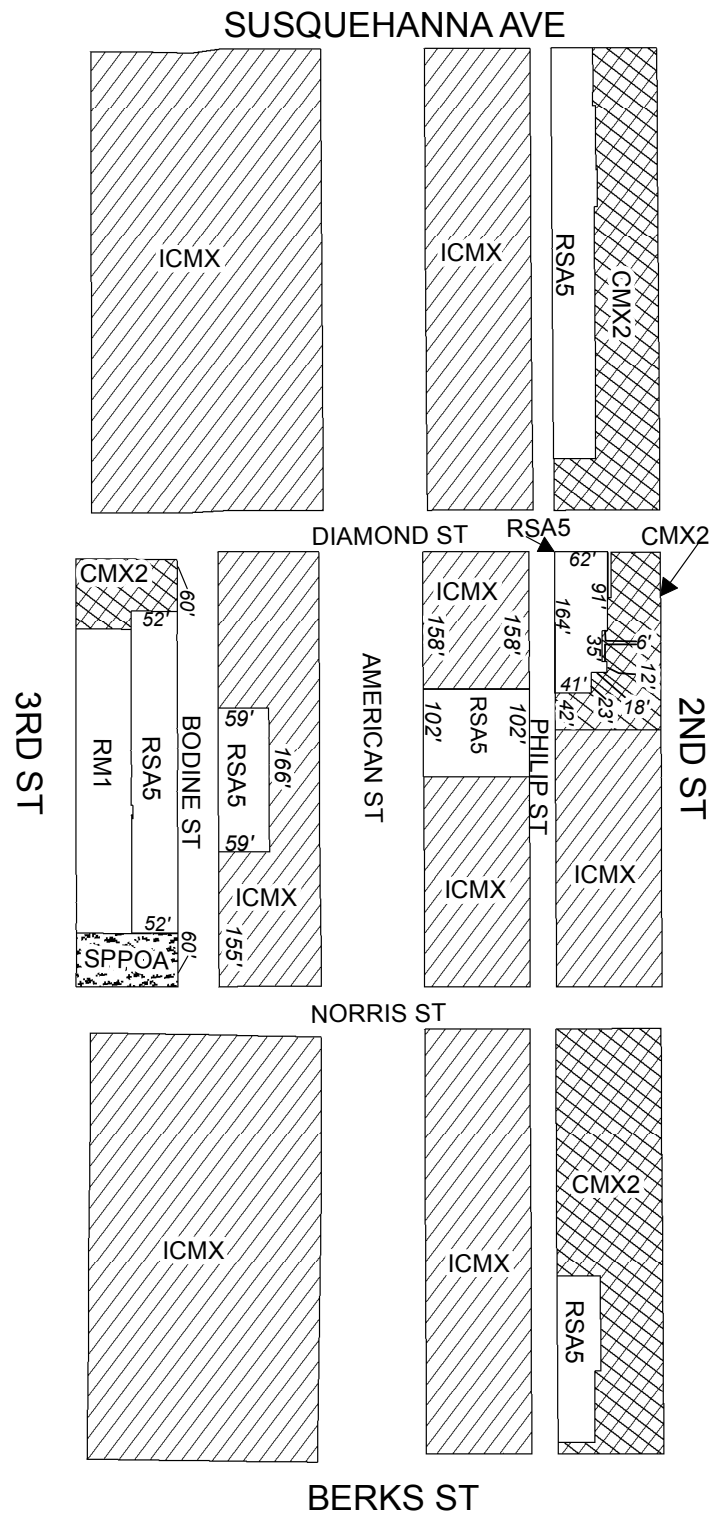 SUSQUEHANNA AVE
ICMX
ICMX
RSA5
CMX2
DIAMOND ST
RSA5
CMX2
CMX2
60'
52'
ICMX
158'
158'
62'
91'
164'
35'
6'
12'
41'
42'
23'
18'
3RD ST
RM1
RSA5
BODINE ST
59'
RSA5
166'
59'
AMERICAN ST
102'
RSA5
102'
PHILIP ST
2ND ST
ICMX
155'
ICMX
ICMX
52'
60'
SPPOA
NORRIS ST
ICMX
ICMX
CMX2
RSA5
BERKS ST